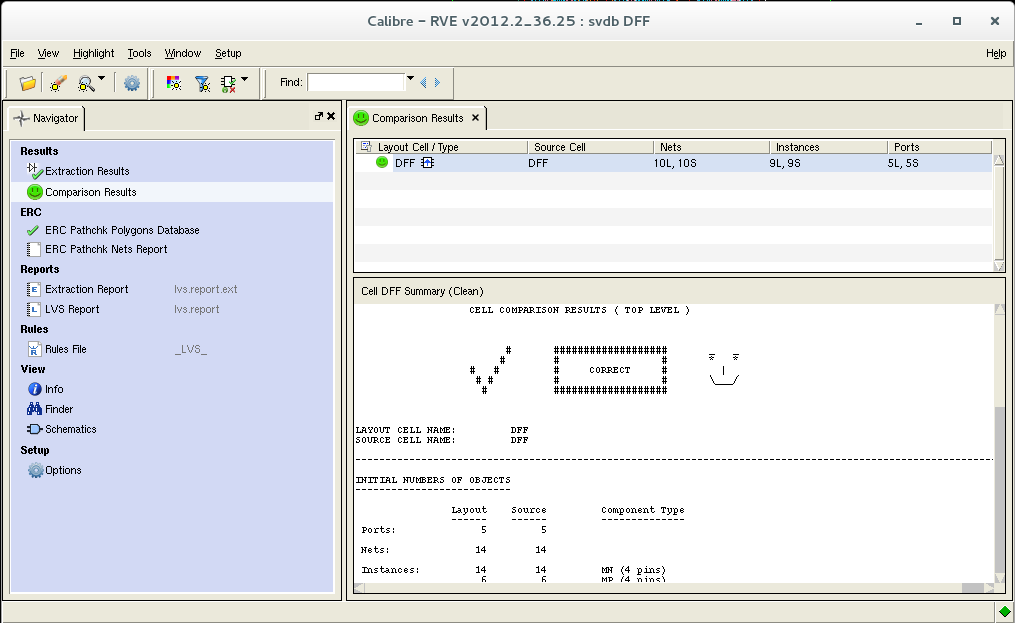 Calibre - RVE v2012.2_36.25 : svdb DFF
File View Highlight Tools Window Setup Help
Find:
Navigator
Results
Extraction Results
Comparison Results
ERC
ERC Pathchk Polygons Database
ERC Pathchk Nets Report
Reports
Extraction Report lvs.report.ext
LVS Report lvs.report
Rules
Rules File _LVS_
View
Info
Finder
Schematics
Setup
Options
Comparison Results
Layout Cell / Type Source Cell Nets Instances Ports
DFF DFF 10L, 10S 9L, 9S 5L, 5S
Cell DFF Summary (Clean)
CELL COMPARISON RESULTS ( TOP LEVEL )
CORRECT
LAYOUT CELL NAME: DFF
SOURCE CELL NAME: DFF
INITIAL NUMBERS OF OBJECTS
Layout Source Component Type
Ports: 5 5
Nets: 14 14
Instances: 14 14 MN (4 pins)
6 6 MP (4 pins)